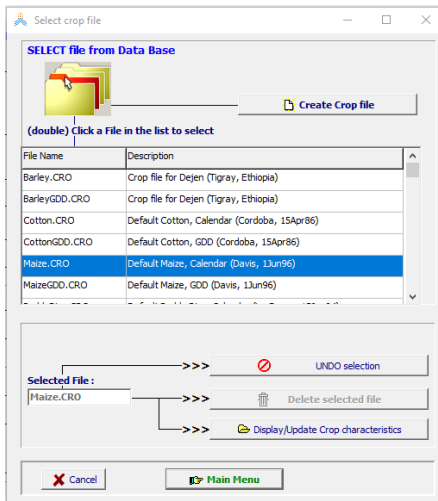 Select crop file
SELECT file from Data Base
Create Crop file
(double) Click a File in the list to select
File Name Description
Barley.CRO Crop file for Dejen (Tigray, Ethiopia)
BarleyGDD.CRO Crop file for Dejen (Tigray, Ethiopia)
Cotton.CRO Default Cotton, Calendar (Cordoba, 15Apr86)
CottonGDD.CRO Default Cotton, GDD (Cordoba, 15Apr86)
Maize.CRO Default Maize, Calendar (Davis, 1Jun96)
MaizeGDD.CRO Default Maize, GDD (Davis, 1Jun96)
>>> UNDO selection
Selected File :
Maize.CRO >>> Delete selected file
>>> Display/Update Crop characteristics
Cancel Main Menu